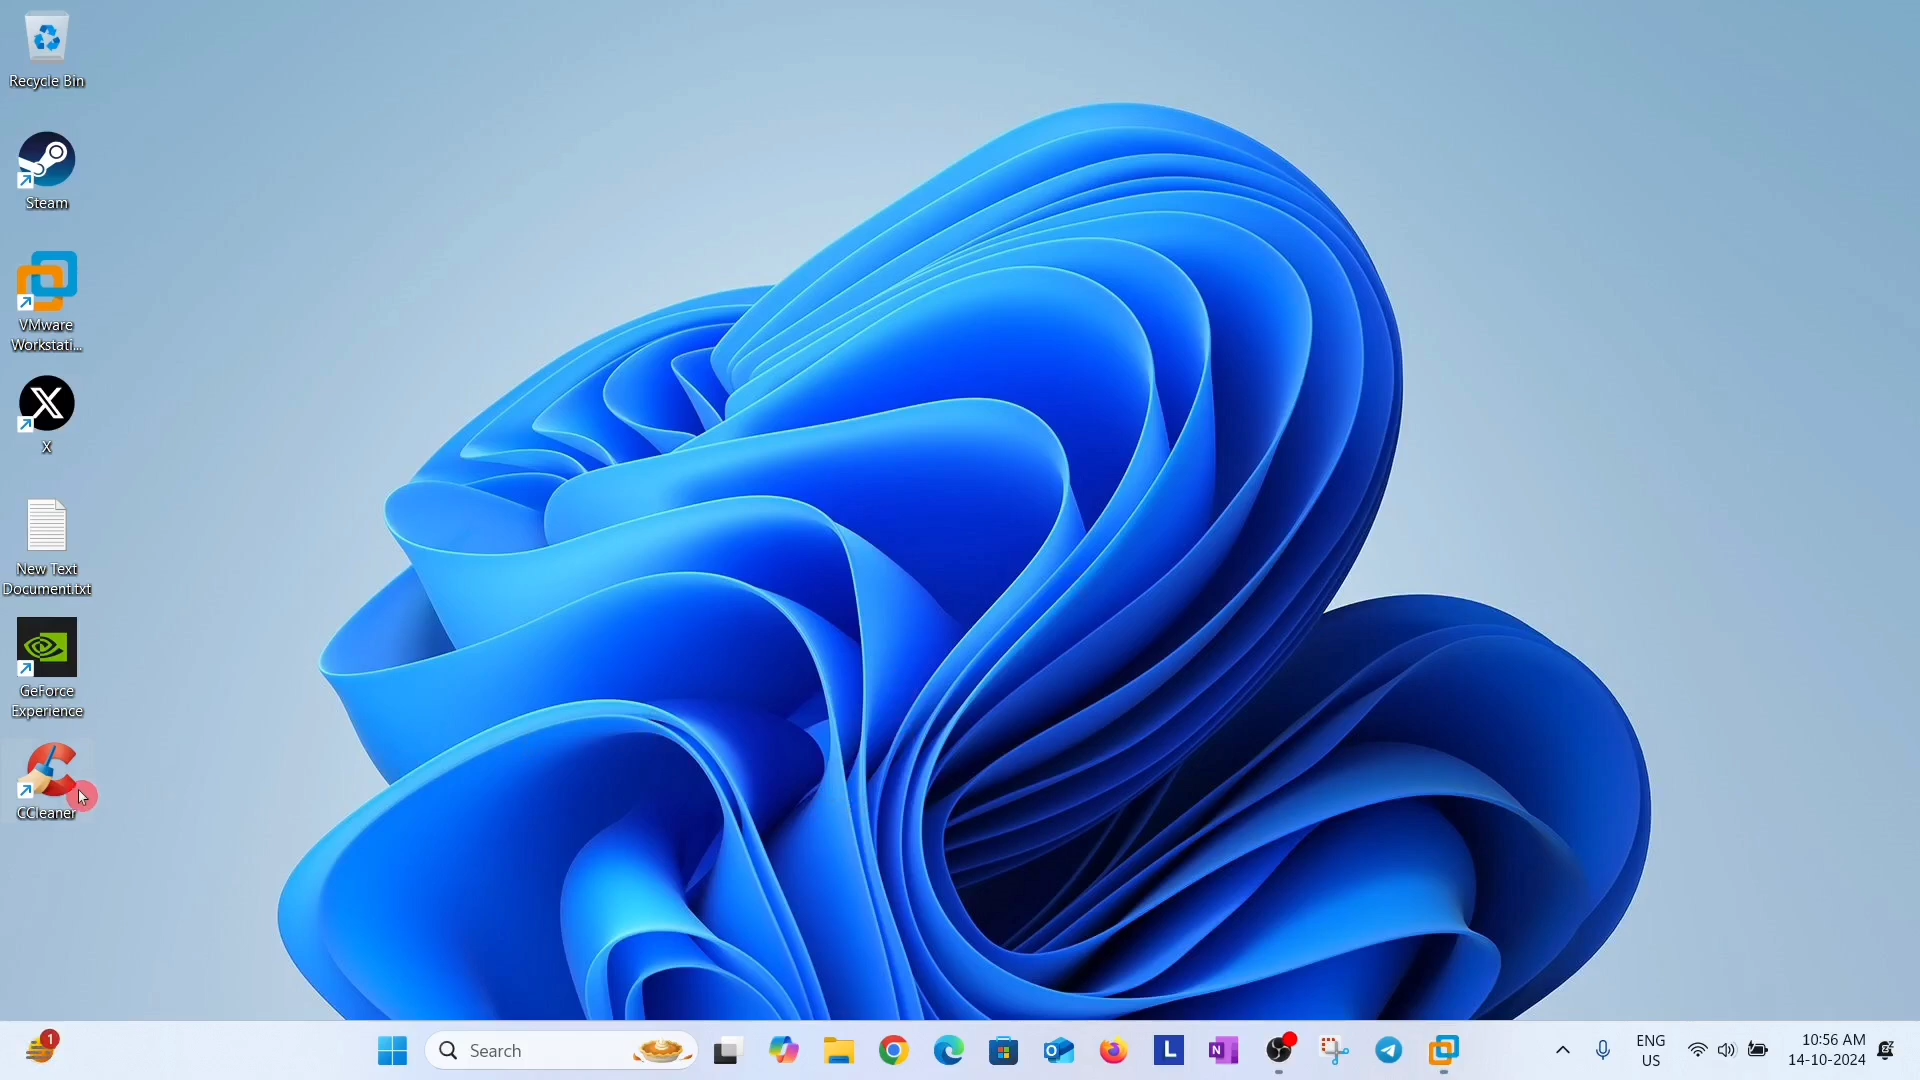 Recycle Bin
Steam
VMware
Workstati...
X
New Text
Document.txt
GeForce
Experience
CCleaner
1
Search
L
N
ENG
US
10:56 AM
14-10-2024